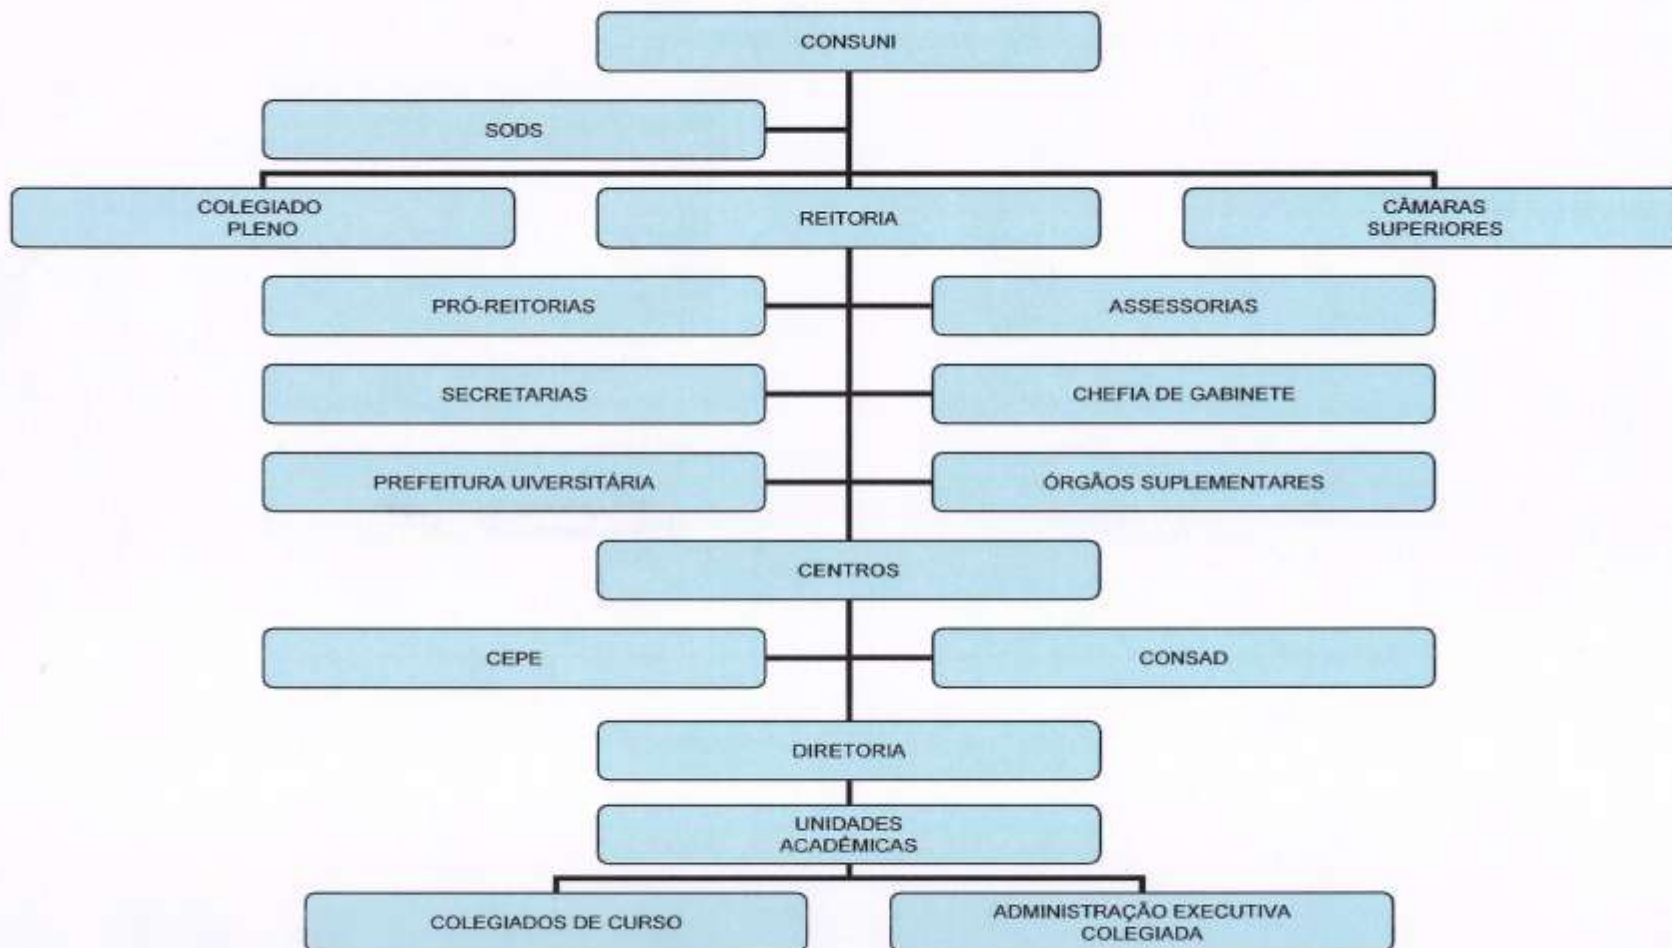 CONSUNI
SODS
COLEGIADO
PLENO
REITORIA
CÂMARAS
SUPERIORES
PRÓ-REITORIAS
ASSESSORIAS
SECRETARIAS
CHEFIA DE GABINETE
PREFEITURA UIVERSITÁRIA
ÓRGÃOS SUPLEMENTARES
CENTROS
CEPE
CONSAD
DIRETORIA
UNIDADES
ACADÊMICAS
COLEGIADOS DE CURSO
ADMINISTRAÇÃO EXECUTIVA
COLEGIADA